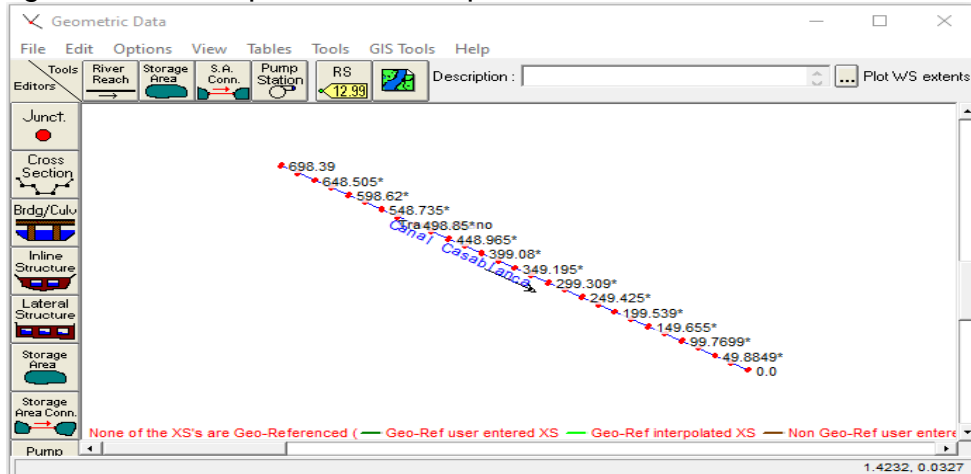 Geometric Data
File Edit Options View Tables Tools GIS Tools Help
Tools
Editors
River
Reach
Storage
Area
S.A.
Conn.
Pump
Station
RS
12.99
Description :
...
Plot WS extents
Junct.
Cross
Section
Brdg/Culv
Inline
Structure
Lateral
Structure
Storage
Area
Storage
Area Conn.
Pump
698.39
648.505*
598.62*
548.735*
Tra498.85*no
448.965*
Canal Casablanca
399.08*
349.195*
299.309*
249.425*
199.539*
149.655*
99.7699*
49.8849*
0.0
None of the XS's are Geo-Referenced ( Geo-Ref user entered XS Geo-Ref interpolated XS Non Geo-Ref user entere
1.4232, 0.0327